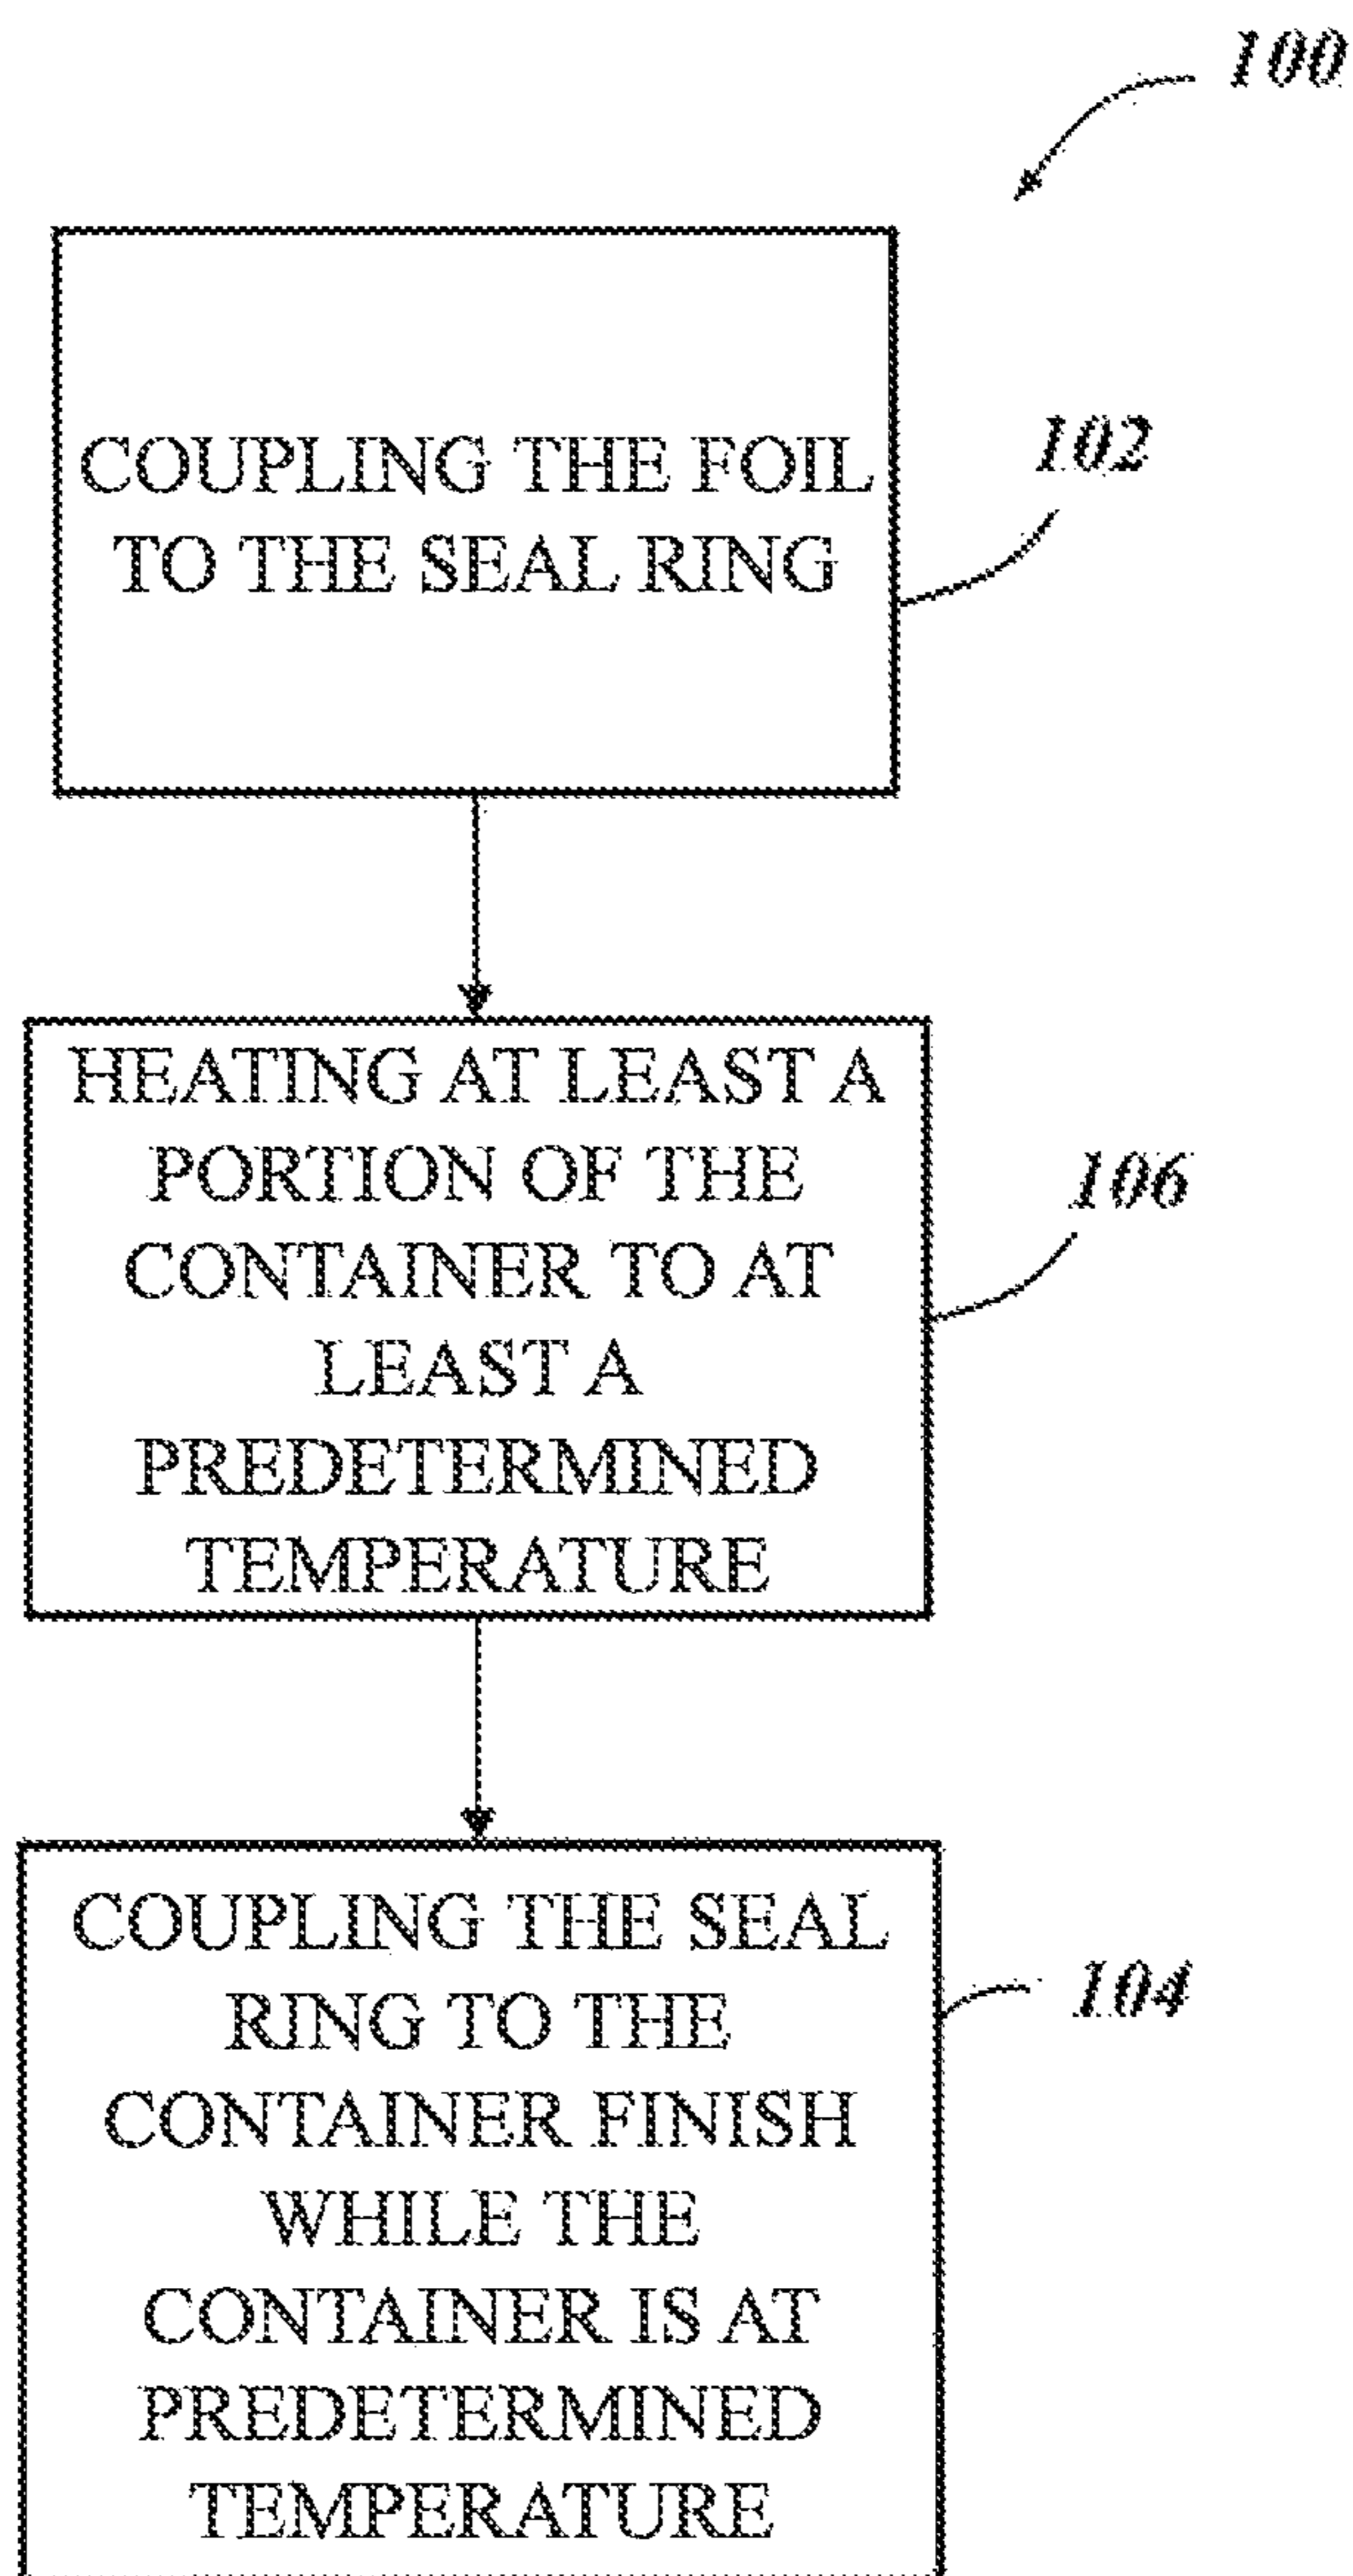 100
COUPLING THE FOIL
TO THE SEAL RING
102
HEATING AT LEAST A
PORTION OF THE
CONTAINER TO AT
LEAST A
PREDETERMINED
TEMPERATURE
106
COUPLING THE SEAL
RING TO THE
CONTAINER FINISH
WHILE THE
CONTAINER IS AT
PREDETERMINED
TEMPERATURE
104